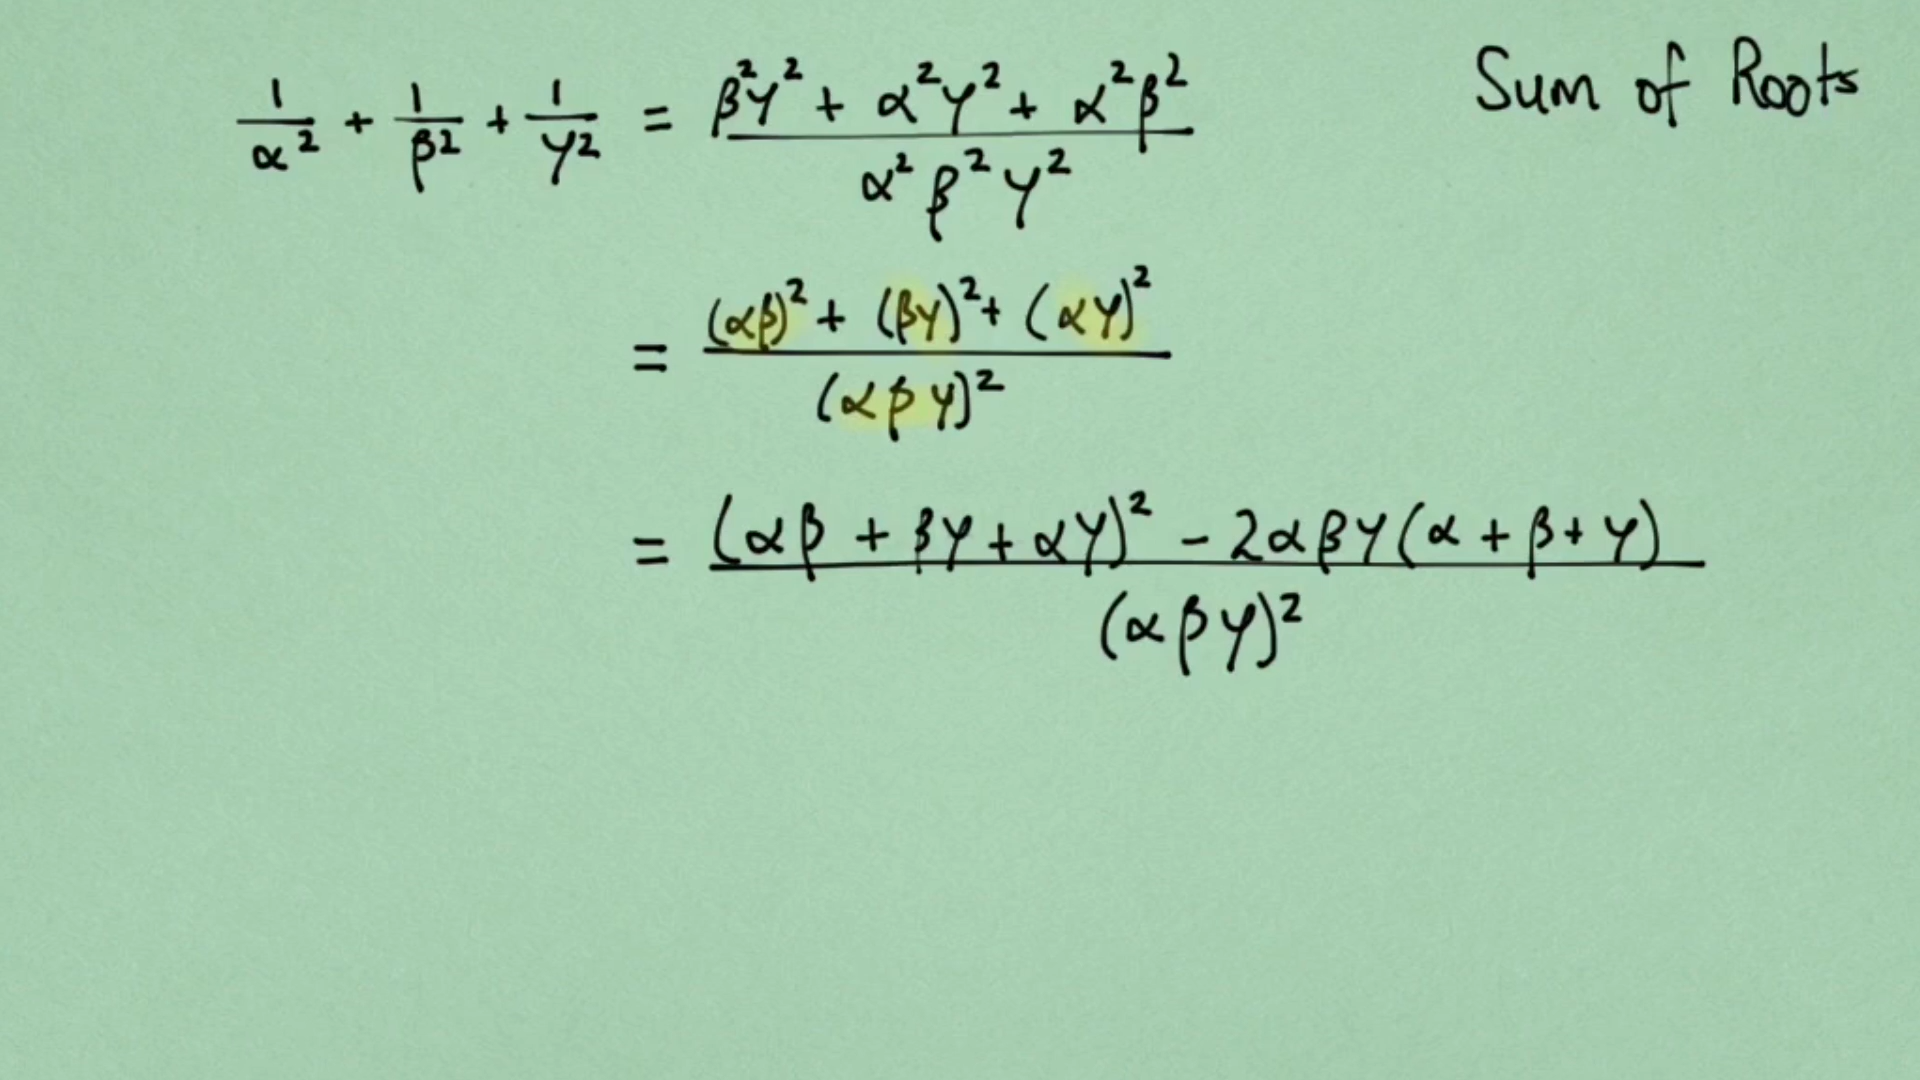 Sum of Roots
1/α² + 1/β² + 1/γ² = (β²γ² + α²γ² + α²β²)/(α²β²γ²)
= ((αβ)² + (βγ)² + (αγ)²)/(αβγ)²
= ((αβ + βγ + αγ)² - 2αβγ(α + β + γ))/(αβγ)²